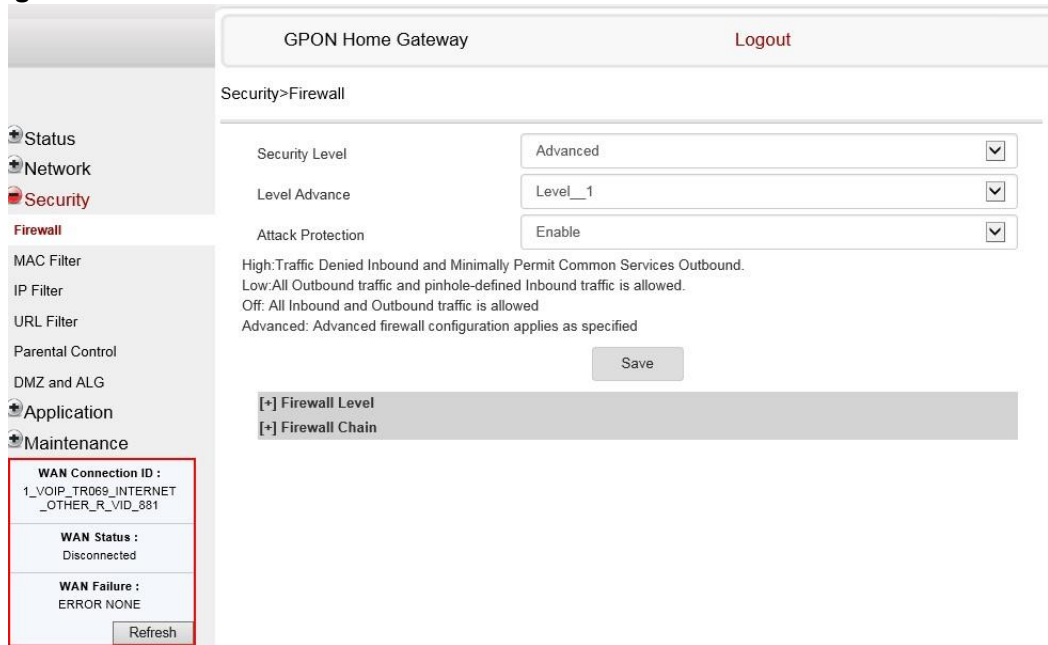 GPON Home Gateway Logout
Security>Firewall
Status
Network
Security
Firewall
MAC Filter
IP Filter
URL Filter
Parental Control
DMZ and ALG
Application
Maintenance
WAN Connection ID :
1_VOIP_TR069_INTERNET
_OTHER_R_VID_881
WAN Status :
Disconnected
WAN Failure :
ERROR NONE
Refresh
Security Level Advanced
Level Advance Level__1
Attack Protection Enable
High:Traffic Denied Inbound and Minimally Permit Common Services Outbound.
Low:All Outbound traffic and pinhole-defined Inbound traffic is allowed.
Off: All Inbound and Outbound traffic is allowed
Advanced: Advanced firewall configuration applies as specified
Save
[+] Firewall Level
[+] Firewall Chain